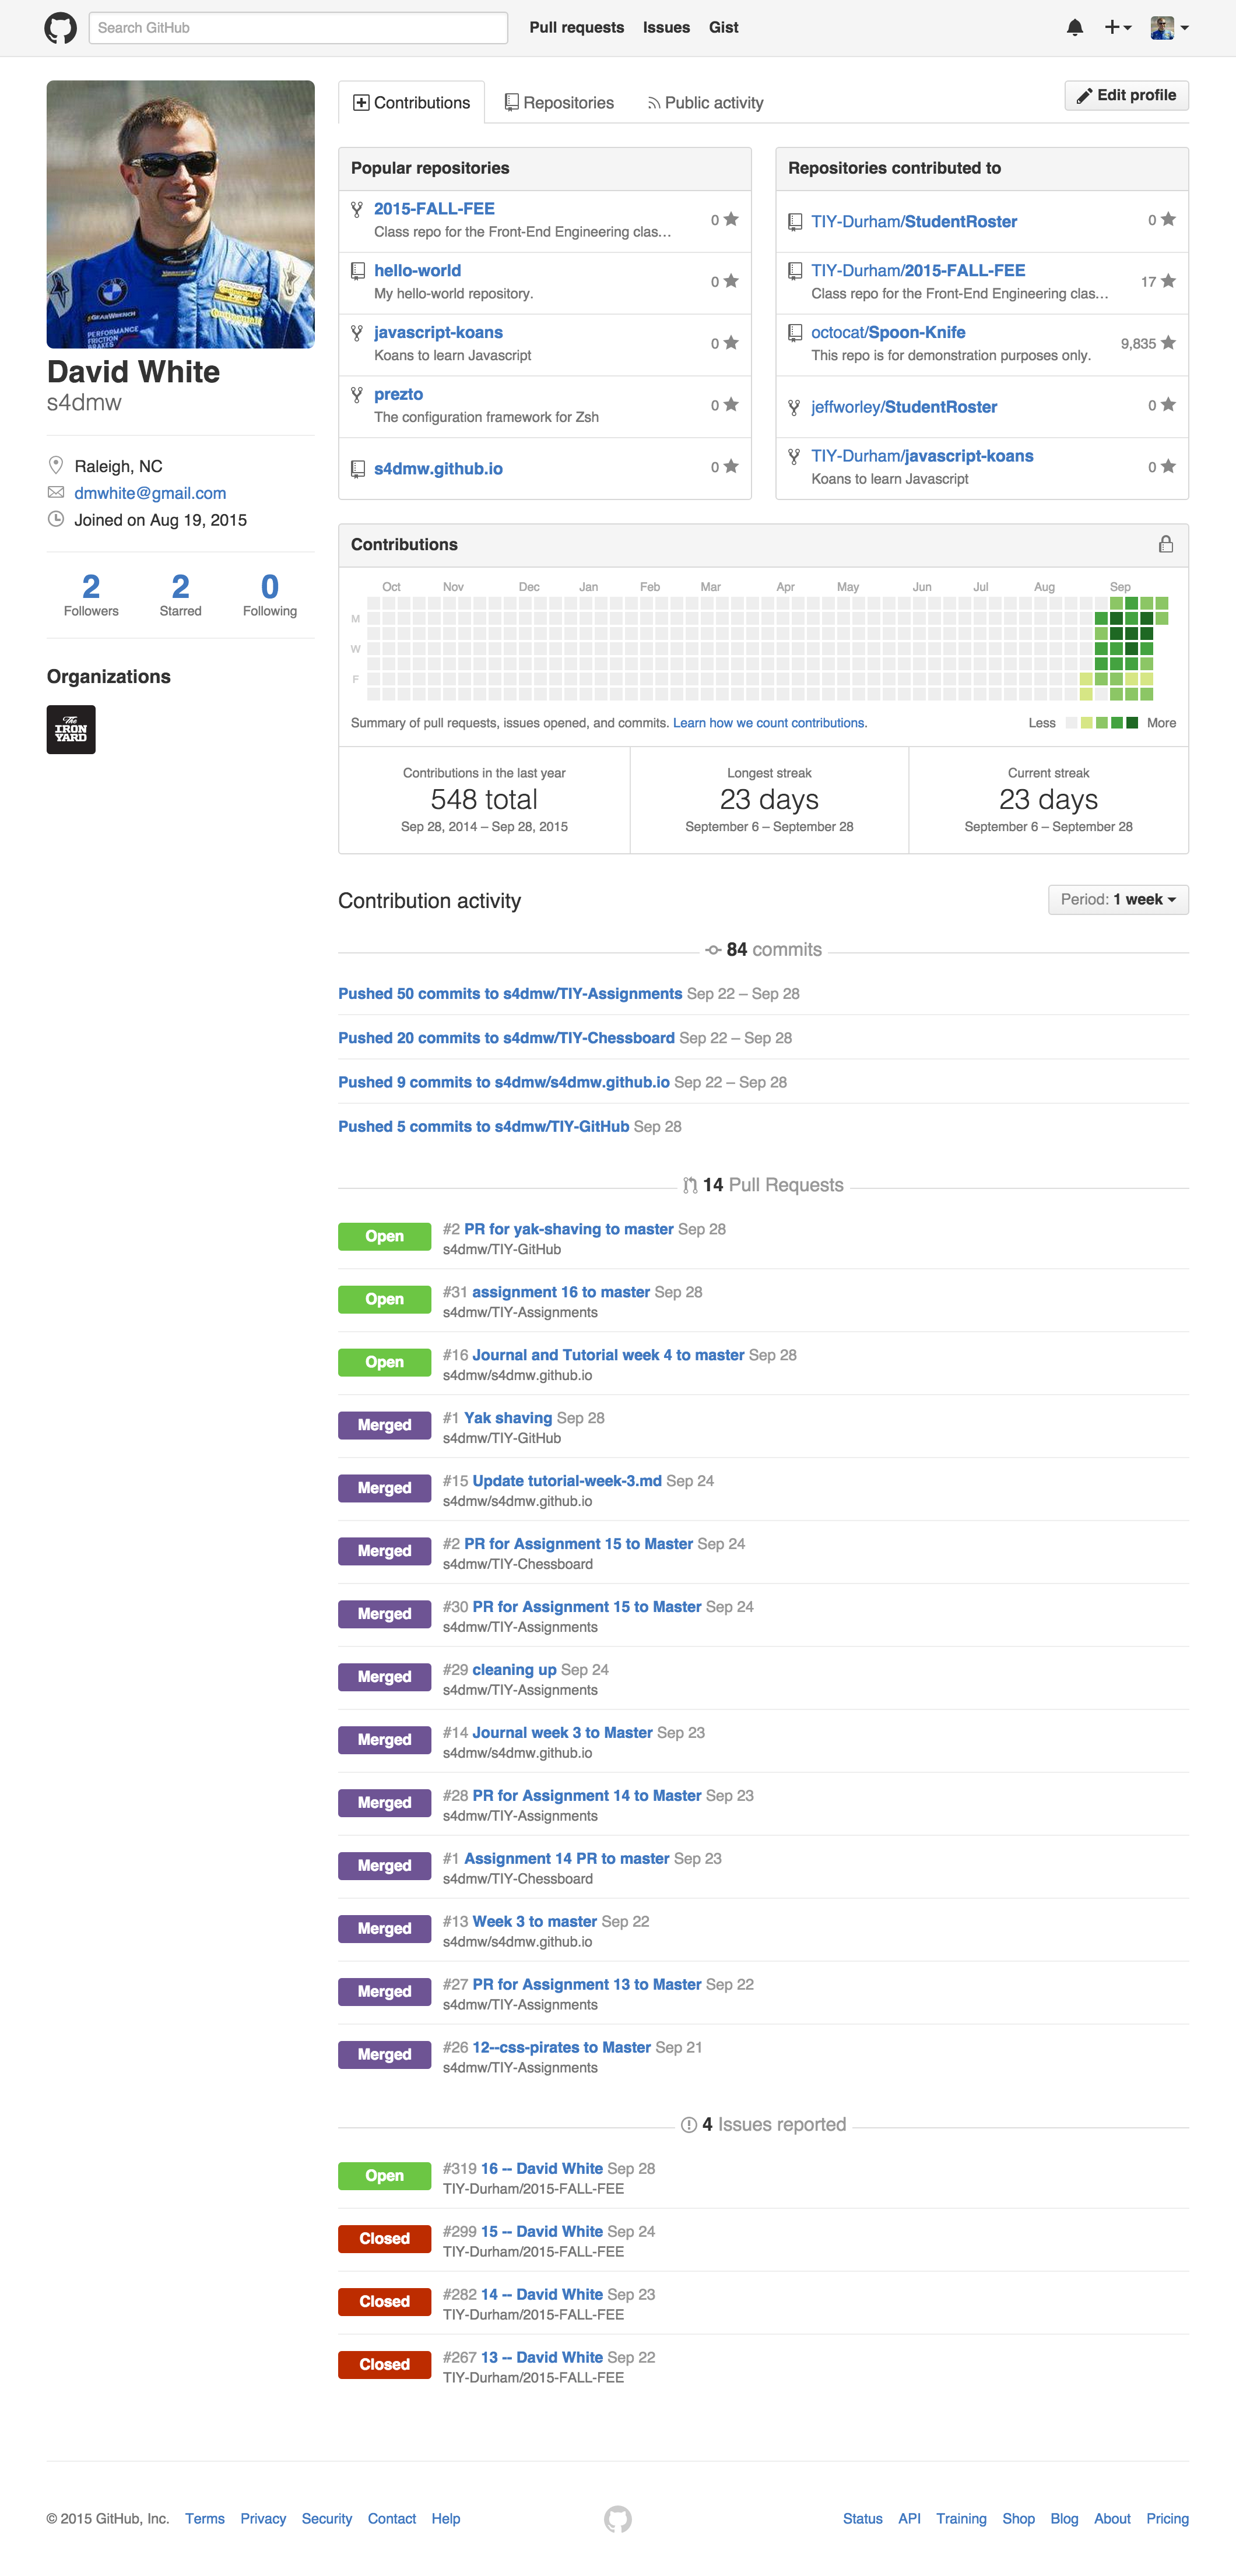 Search GitHub
Pull requests Issues Gist
Contributions Repositories Public activity
Edit profile
GEARWRENCH
PERFORMANCE
FRICTION
BRAKES
David White
s4dmw
Raleigh, NC
dmwhite@gmail.com
Joined on Aug 19, 2015
2 2 0
Followers Starred Following
Organizations
The
IRON
YARD
Popular repositories
2015-FALL-FEE
Class repo for the Front-End Engineering clas…
0
hello-world
My hello-world repository.
0
javascript-koans
Koans to learn Javascript
0
prezto
The configuration framework for Zsh
0
s4dmw.github.io
0
Repositories contributed to
TIY-Durham/StudentRoster
0
TIY-Durham/2015-FALL-FEE
Class repo for the Front-End Engineering clas…
17
octocat/Spoon-Knife
This repo is for demonstration purposes only.
9,835
jeffworley/StudentRoster
0
TIY-Durham/javascript-koans
Koans to learn Javascript
0
Contributions
Oct Nov Dec Jan Feb Mar Apr May Jun Jul Aug Sep
M
W
F
Summary of pull requests, issues opened, and commits. Learn how we count contributions.
Less More
Contributions in the last year
548 total
Sep 28, 2014 – Sep 28, 2015
Longest streak
23 days
September 6 – September 28
Current streak
23 days
September 6 – September 28
Contribution activity
Period: 1 week
84 commits
Pushed 50 commits to s4dmw/TIY-Assignments Sep 22 – Sep 28
Pushed 20 commits to s4dmw/TIY-Chessboard Sep 22 – Sep 28
Pushed 9 commits to s4dmw/s4dmw.github.io Sep 22 – Sep 28
Pushed 5 commits to s4dmw/TIY-GitHub Sep 28
14 Pull Requests
Open
#2 PR for yak-shaving to master Sep 28
s4dmw/TIY-GitHub
Open
#31 assignment 16 to master Sep 28
s4dmw/TIY-Assignments
Open
#16 Journal and Tutorial week 4 to master Sep 28
s4dmw/s4dmw.github.io
Merged
#1 Yak shaving Sep 28
s4dmw/TIY-GitHub
Merged
#15 Update tutorial-week-3.md Sep 24
s4dmw/s4dmw.github.io
Merged
#2 PR for Assignment 15 to Master Sep 24
s4dmw/TIY-Chessboard
Merged
#30 PR for Assignment 15 to Master Sep 24
s4dmw/TIY-Assignments
Merged
#29 cleaning up Sep 24
s4dmw/TIY-Assignments
Merged
#14 Journal week 3 to Master Sep 23
s4dmw/s4dmw.github.io
Merged
#28 PR for Assignment 14 to Master Sep 23
s4dmw/TIY-Assignments
Merged
#1 Assignment 14 PR to master Sep 23
s4dmw/TIY-Chessboard
Merged
#13 Week 3 to master Sep 22
s4dmw/s4dmw.github.io
Merged
#27 PR for Assignment 13 to Master Sep 22
s4dmw/TIY-Assignments
Merged
#26 12--css-pirates to Master Sep 21
s4dmw/TIY-Assignments
4 Issues reported
Open
#319 16 -- David White Sep 28
TIY-Durham/2015-FALL-FEE
Closed
#299 15 -- David White Sep 24
TIY-Durham/2015-FALL-FEE
Closed
#282 14 -- David White Sep 23
TIY-Durham/2015-FALL-FEE
Closed
#267 13 -- David White Sep 22
TIY-Durham/2015-FALL-FEE
© 2015 GitHub, Inc. Terms Privacy Security Contact Help
Status API Training Shop Blog About Pricing